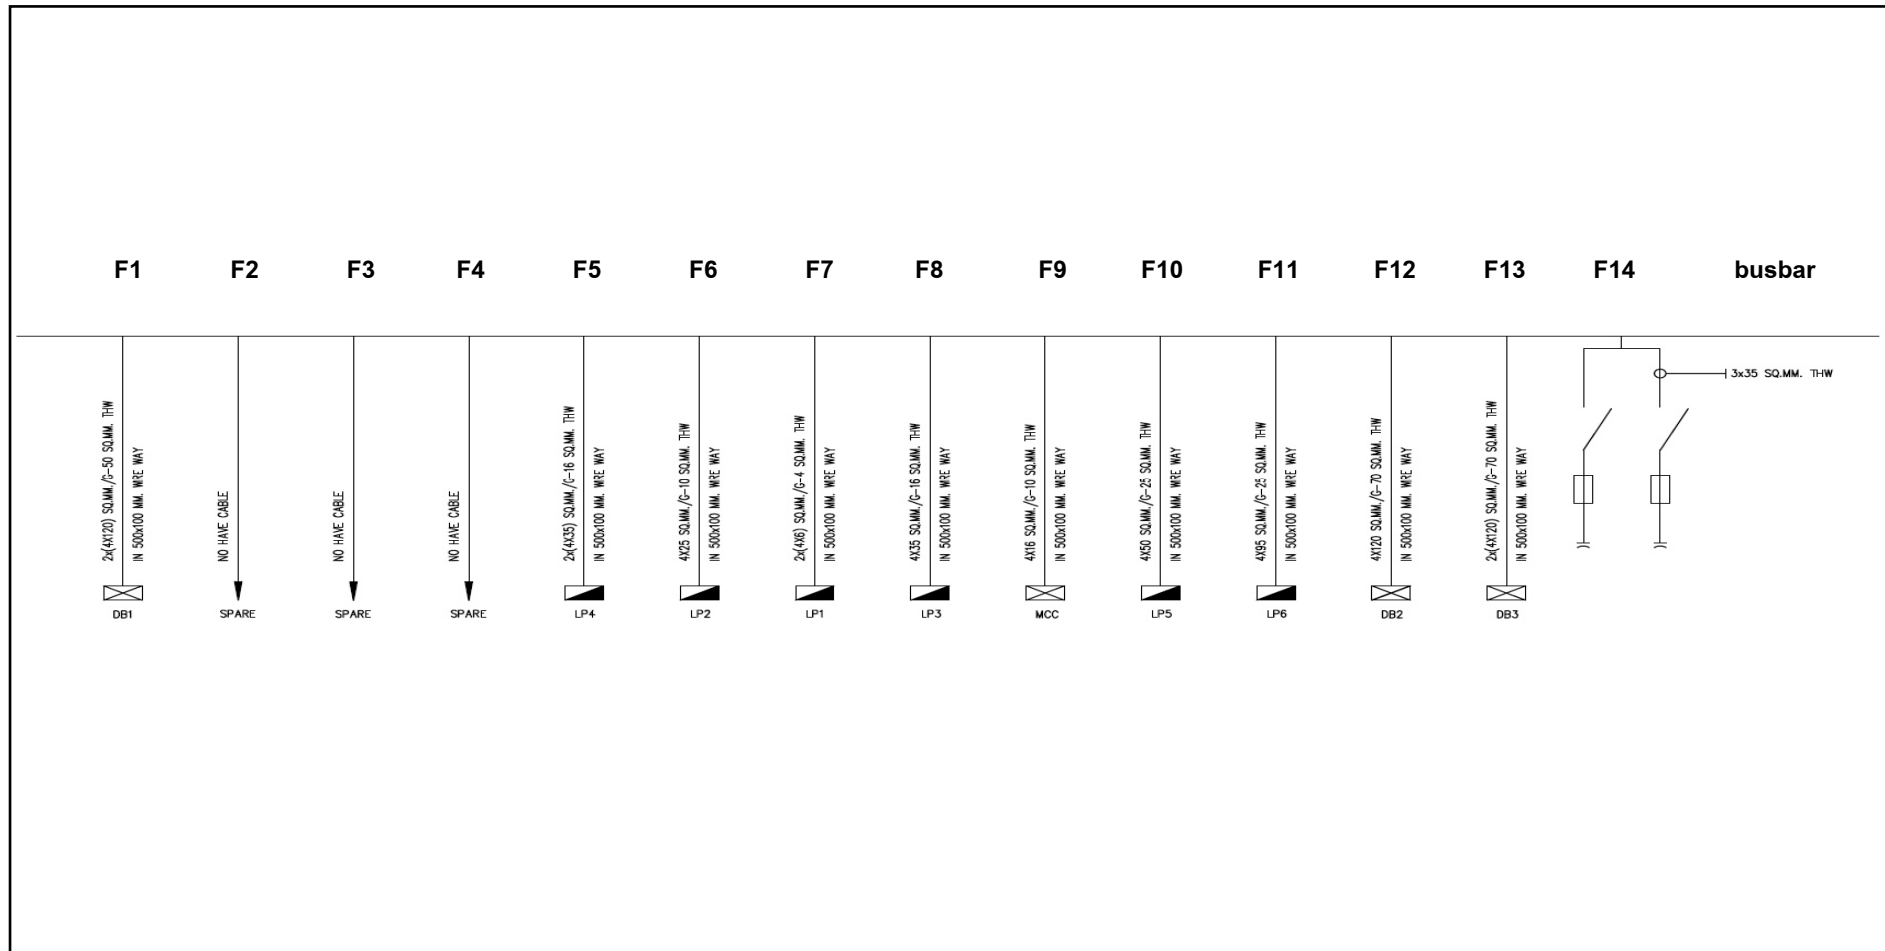 F1 F2 F3 F4 F5 F6 F7 F8 F9 F10 F11 F12 F13 F14 busbar
3x35 SQ.MM. THW
2x(4X120) SQ.MM./G-50 SQ.MM. THW
IN 500x100 MM. WIRE WAY
NO HAVE CABLE
NO HAVE CABLE
NO HAVE CABLE
2x(4X35) SQ.MM./G-16 SQ.MM. THW
IN 500x100 MM. WIRE WAY
4X25 SQ.MM./G-10 SQ.MM. THW
IN 500x100 MM. WIRE WAY
2x(4X6) SQ.MM./G-4 SQ.MM. THW
IN 500x100 MM. WIRE WAY
4X35 SQ.MM./G-16 SQ.MM. THW
IN 500x100 MM. WIRE WAY
4X16 SQ.MM./G-10 SQ.MM. THW
IN 500x100 MM. WIRE WAY
4X50 SQ.MM./G-25 SQ.MM. THW
IN 500x100 MM. WIRE WAY
4X95 SQ.MM./G-25 SQ.MM. THW
IN 500x100 MM. WIRE WAY
4X120 SQ.MM./G-70 SQ.MM. THW
IN 500x100 MM. WIRE WAY
2x(4X120) SQ.MM./G-70 SQ.MM. THW
IN 500x100 MM. WIRE WAY
DB1 SPARE SPARE SPARE LP4 LP2 LP1 LP3 MCC LP5 LP6 DB2 DB3